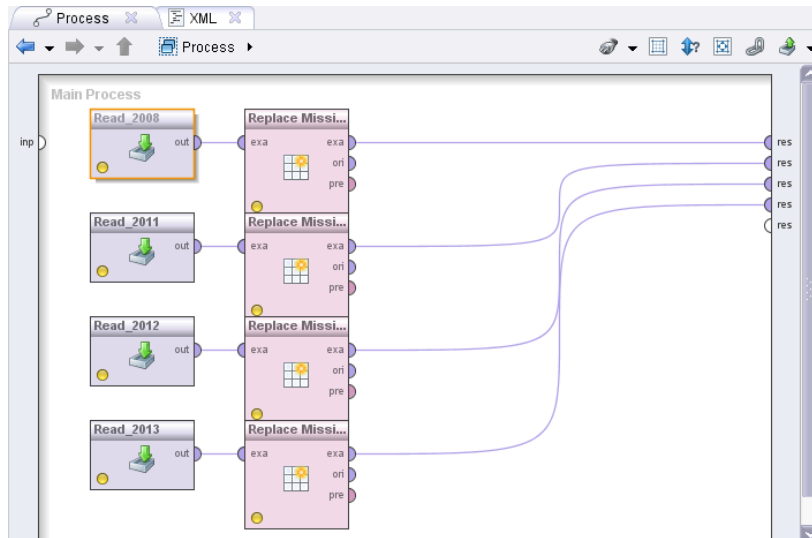 Process
XML
Process
Main Process
Read_2008
Replace Missi...
inp
out
exa
exa
res
ori
res
pre
res
res
res
Read_2011
Replace Missi...
out
exa
exa
ori
pre
Read_2012
Replace Missi...
out
exa
exa
ori
pre
Read_2013
Replace Missi...
out
exa
exa
ori
pre